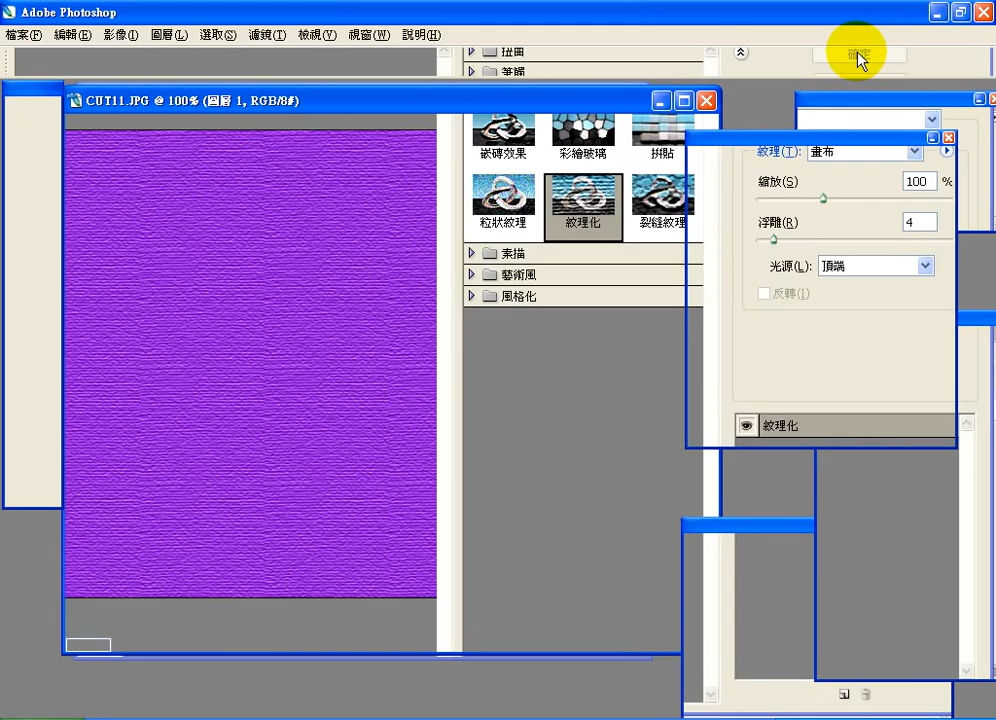 Adobe Photoshop
檔案(F) 編輯(E) 影像(I) 圖層(L) 選取(S) 濾鏡(T) 檢視(V) 視窗(W) 說明(H)
扭曲
確定
筆觸
CUT11.JPG @ 100% (圖層 1, RGB/8#)
嵌磚效果 彩繪玻璃 拼貼
紋理(T): 畫布
縮放(S) 100 %
粒狀紋理 紋理化 裂縫紋理
浮雕(R) 4
素描
光源(L): 頂端
藝術風
反轉(I)
風格化
紋理化